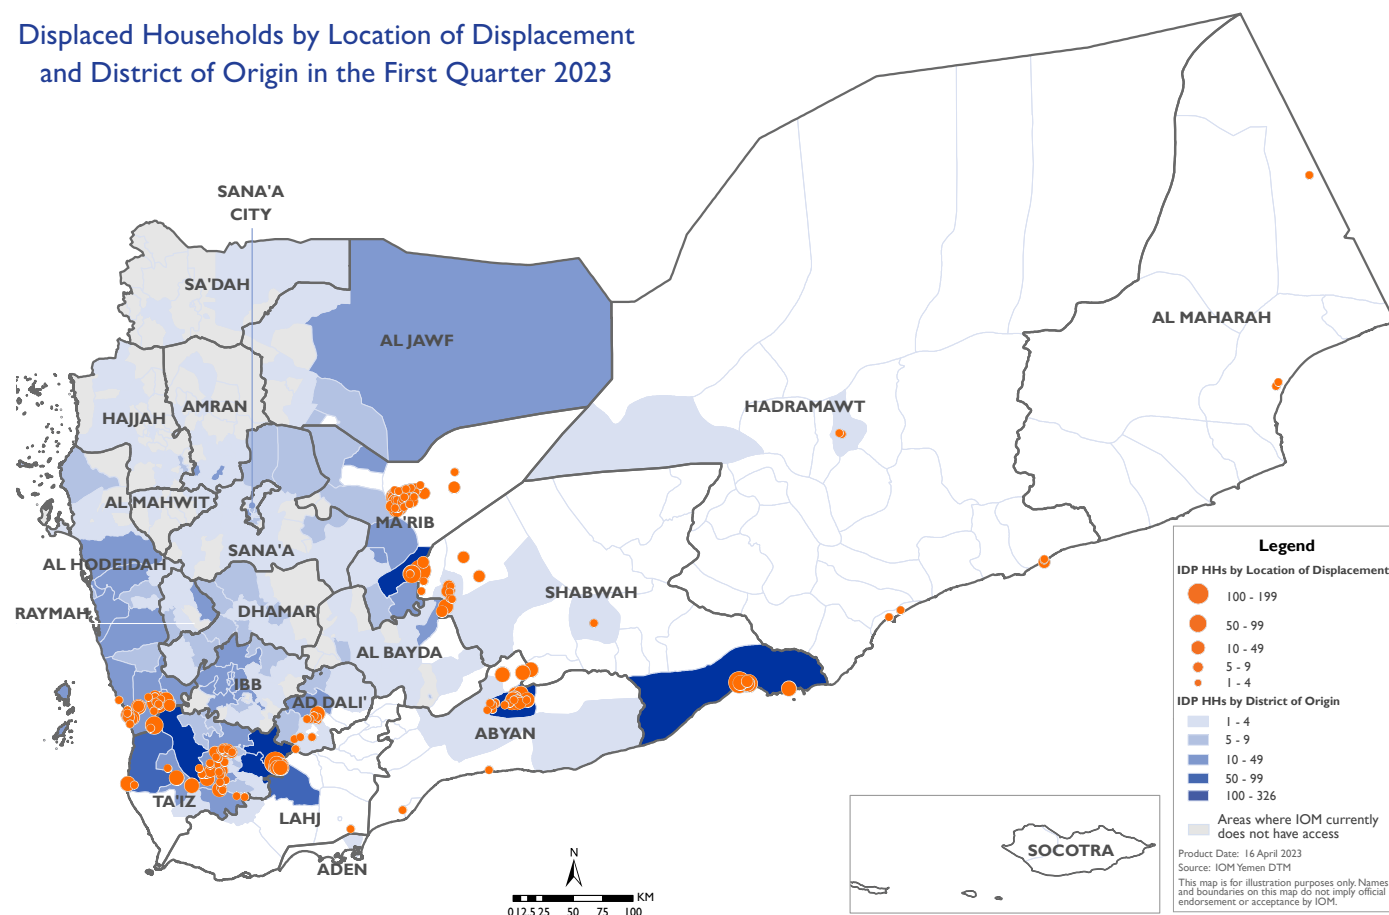 Displaced Households by Location of Displacement
and District of Origin in the First Quarter 2023
SANA'A
CITY
SA'DAH
AL JAWF
AL MAHARAH
HAJJAH
AMRAN
HADRAMAWT
AL MAHWIT
MA'RIB
SANA'A
AL HODEIDAH
SHABWAH
RAYMAH
DHAMAR
AL BAYDA
IBB
AD DALI'
ABYAN
TA'IZ
LAHJ
ADEN
SOCOTRA
N
KM
0 12.5 25 50 75 100
Legend
IDP HHs by Location of Displacement
100 - 199
50 - 99
10 - 49
5 - 9
1 - 4
IDP HHs by District of Origin
1 - 4
5 - 9
10 - 49
50 - 99
100 - 326
Areas where IOM currently
does not have access
Product Date: 16 April 2023
Source: IOM Yemen DTM
This map is for illustration purposes only. Names
and boundaries on this map do not imply official
endorsement or acceptance by IOM.